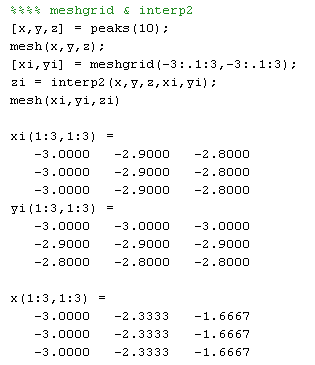 %%%% meshgrid & interp2
[x,y,z] = peaks(10);
mesh(x,y,z);
[xi,yi] = meshgrid(-3:.1:3,-3:.1:3);
zi = interp2(x,y,z,xi,yi);
mesh(xi,yi,zi)
xi(1:3,1:3) =
-3.0000 -2.9000 -2.8000
-3.0000 -2.9000 -2.8000
-3.0000 -2.9000 -2.8000
yi(1:3,1:3) =
-3.0000 -3.0000 -3.0000
-2.9000 -2.9000 -2.9000
-2.8000 -2.8000 -2.8000
x(1:3,1:3) =
-3.0000 -2.3333 -1.6667
-3.0000 -2.3333 -1.6667
-3.0000 -2.3333 -1.6667